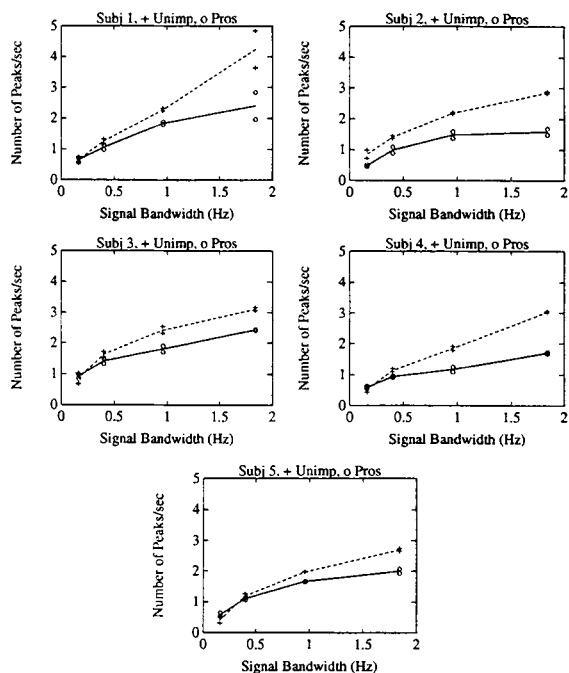 Subj 1, + Unimp, o Pros
Number of Peaks/sec
5
4
3
2
1
0
0 0.5 1 1.5 2
Signal Bandwidth (Hz)
Subj 2, + Unimp, o Pros
Number of Peaks/sec
5
4
3
2
1
0
0 0.5 1 1.5 2
Signal Bandwidth (Hz)
Subj 3, + Unimp, o Pros
Number of Peaks/sec
5
4
3
2
1
0
0 0.5 1 1.5 2
Signal Bandwidth (Hz)
Subj 4, + Unimp, o Pros
Number of Peaks/sec
5
4
3
2
1
0
0 0.5 1 1.5 2
Signal Bandwidth (Hz)
Subj 5, + Unimp, o Pros
Number of Peaks/sec
5
4
3
2
1
0
0 0.5 1 1.5 2
Signal Bandwidth (Hz)